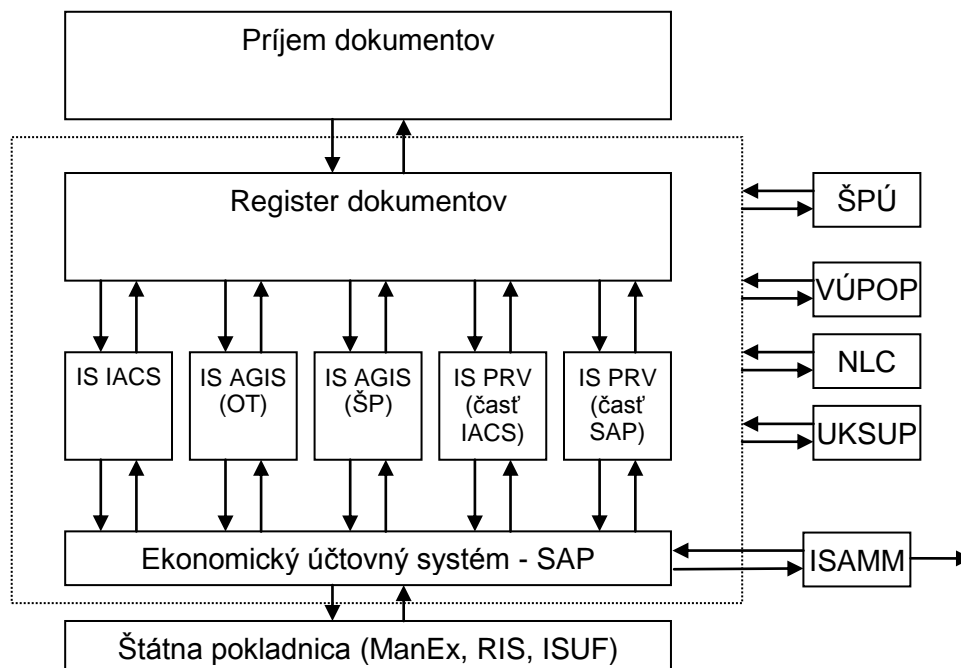 Príjem dokumentov
Register dokumentov
ŠPÚ
VÚPOP
NLC
UKSUP
IS IACS
IS AGIS
(OT)
IS AGIS
(ŠP)
IS PRV
(časť
IACS)
IS PRV
(časť
SAP)
Ekonomický účtovný systém - SAP
ISAMM
Štátna pokladnica (ManEx, RIS, ISUF)